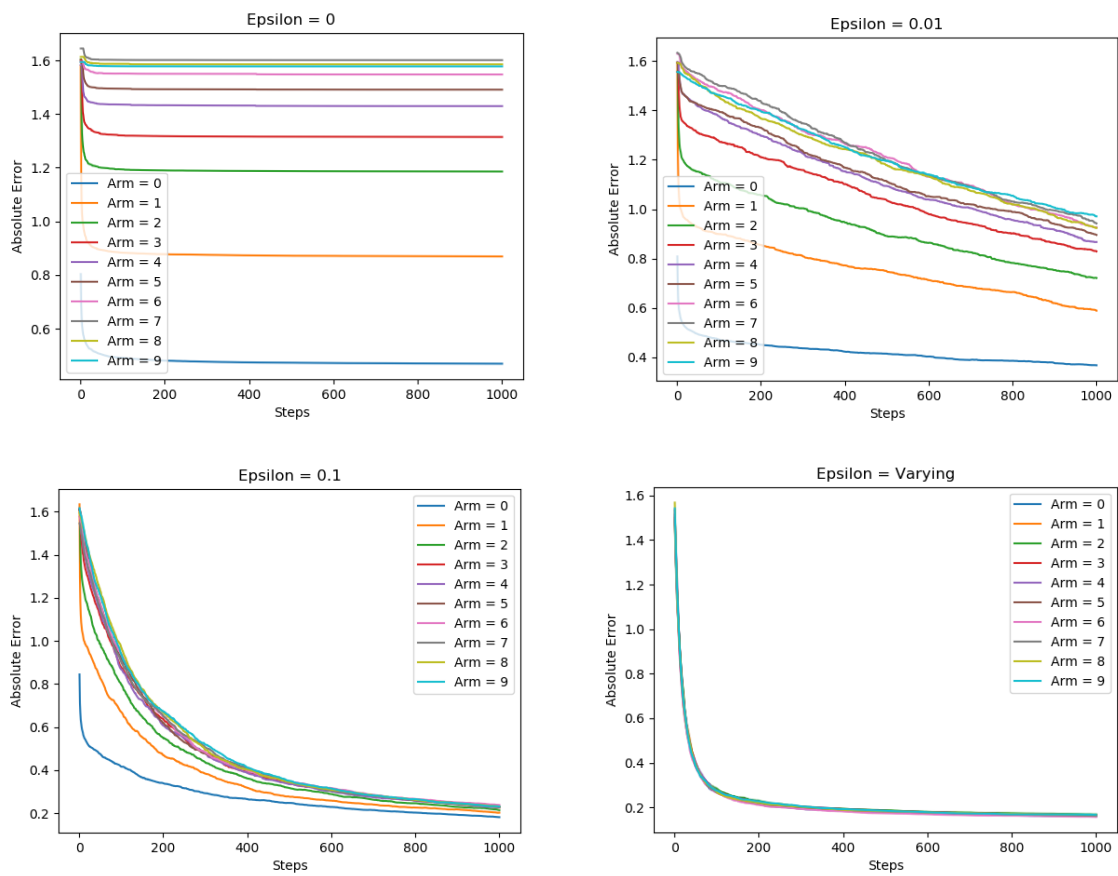 Epsilon = 0
1.6
1.4
1.2
1.0
0.8
0.6
Absolute Error
Arm = 0
Arm = 1
Arm = 2
Arm = 3
Arm = 4
Arm = 5
Arm = 6
Arm = 7
Arm = 8
Arm = 9
0 200 400 600 800 1000
Steps
Epsilon = 0.01
1.6
1.4
1.2
1.0
0.8
0.6
0.4
Absolute Error
Arm = 0
Arm = 1
Arm = 2
Arm = 3
Arm = 4
Arm = 5
Arm = 6
Arm = 7
Arm = 8
Arm = 9
0 200 400 600 800 1000
Steps
Epsilon = 0.1
1.6
1.4
1.2
1.0
0.8
0.6
0.4
0.2
Absolute Error
Arm = 0
Arm = 1
Arm = 2
Arm = 3
Arm = 4
Arm = 5
Arm = 6
Arm = 7
Arm = 8
Arm = 9
0 200 400 600 800 1000
Steps
Epsilon = Varying
1.6
1.4
1.2
1.0
0.8
0.6
0.4
0.2
Absolute Error
Arm = 0
Arm = 1
Arm = 2
Arm = 3
Arm = 4
Arm = 5
Arm = 6
Arm = 7
Arm = 8
Arm = 9
0 200 400 600 800 1000
Steps